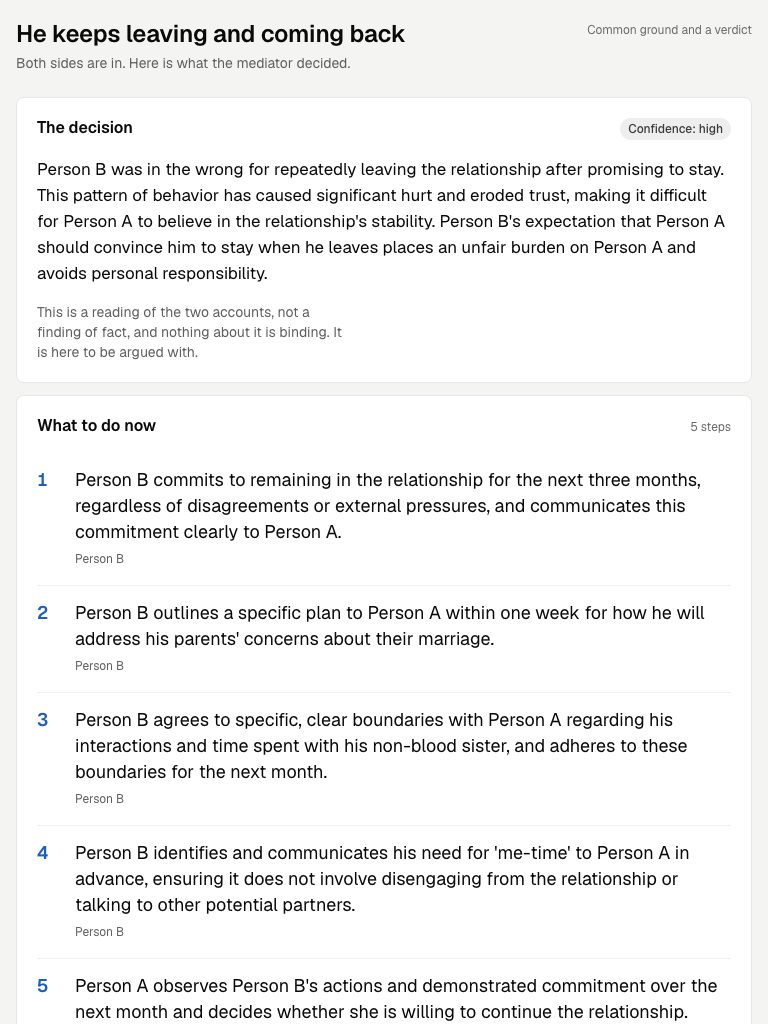 He keeps leaving and coming back
Common ground and a verdict
Both sides are in. Here is what the mediator decided.
The decision
Confidence: high
Person B was in the wrong for repeatedly leaving the relationship after promising to stay.
This pattern of behavior has caused significant hurt and eroded trust, making it difficult
for Person A to believe in the relationship's stability. Person B's expectation that Person A
should convince him to stay when he leaves places an unfair burden on Person A and
avoids personal responsibility.
This is a reading of the two accounts, not a
finding of fact, and nothing about it is binding. It
is here to be argued with.
What to do now
5 steps
1 Person B commits to remaining in the relationship for the next three months,
regardless of disagreements or external pressures, and communicates this
commitment clearly to Person A.
Person B
2 Person B outlines a specific plan to Person A within one week for how he will
address his parents' concerns about their marriage.
Person B
3 Person B agrees to specific, clear boundaries with Person A regarding his
interactions and time spent with his non-blood sister, and adheres to these
boundaries for the next month.
Person B
4 Person B identifies and communicates his need for 'me-time' to Person A in
advance, ensuring it does not involve disengaging from the relationship or
talking to other potential partners.
Person B
5 Person A observes Person B's actions and demonstrated commitment over the
next month and decides whether she is willing to continue the relationship.